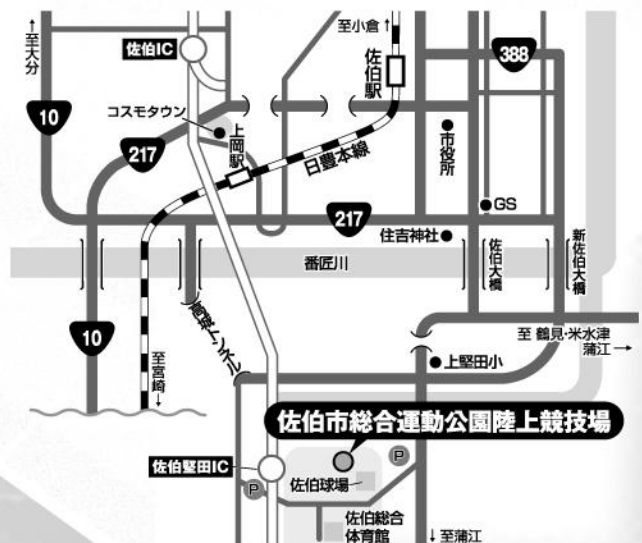 ↑至大分
佐伯IC
至小倉↑
佐伯駅
388
10
コスモタウン
上岡駅
217
日豊本線
市役所
217
GS
住吉神社
佐伯大橋
新佐伯大橋
番匠川
高城トンネル
10
至宮崎↓
至 鶴見・米水津
蒲江→
上堅田小
佐伯市総合運動公園陸上競技場
佐伯堅田IC
P
P
佐伯球場
佐伯総合
体育館
↓至蒲江